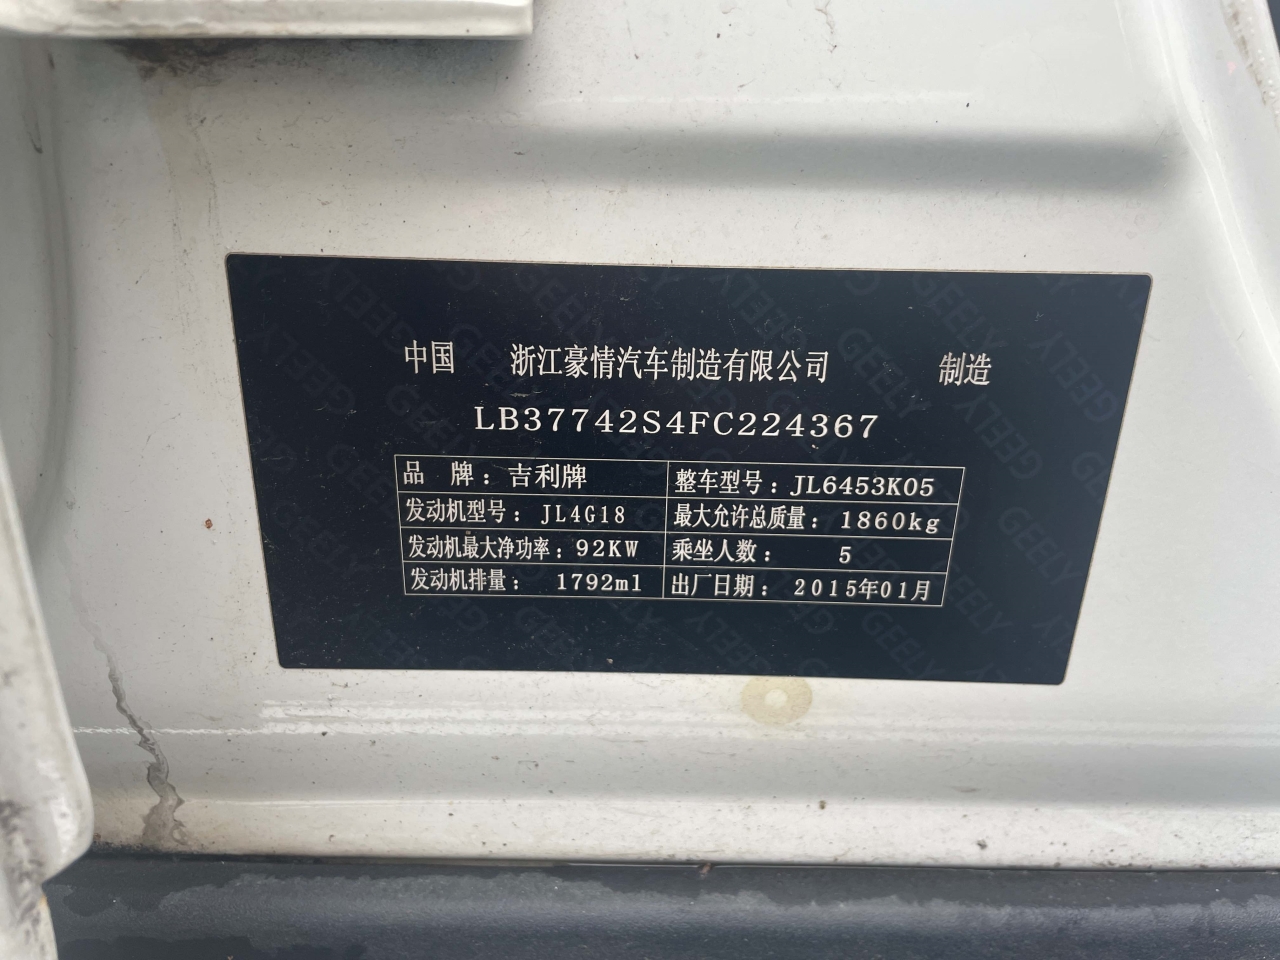 中国 浙江豪情汽车制造有限公司 制造
LB37742S4FC224367
品 牌：吉利牌 整车型号：JL6453K05
发动机型号：JL4G18 最大允许总质量：1860kg
发动机最大净功率：92KW 乘坐人数：5
发动机排量：1792ml 出厂日期：2015年01月